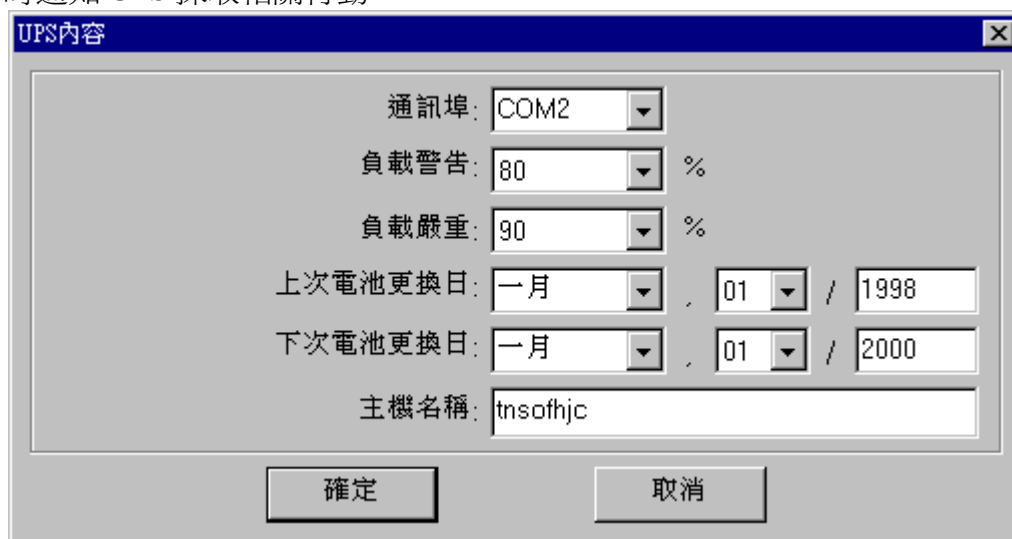 UPS內容
通訊埠: COM2
負載警告: 80 %
負載嚴重: 90 %
上次電池更換日: 一月 , 01 / 1998
下次電池更換日: 一月 , 01 / 2000
主機名稱: tnsofhjc
確定 取消